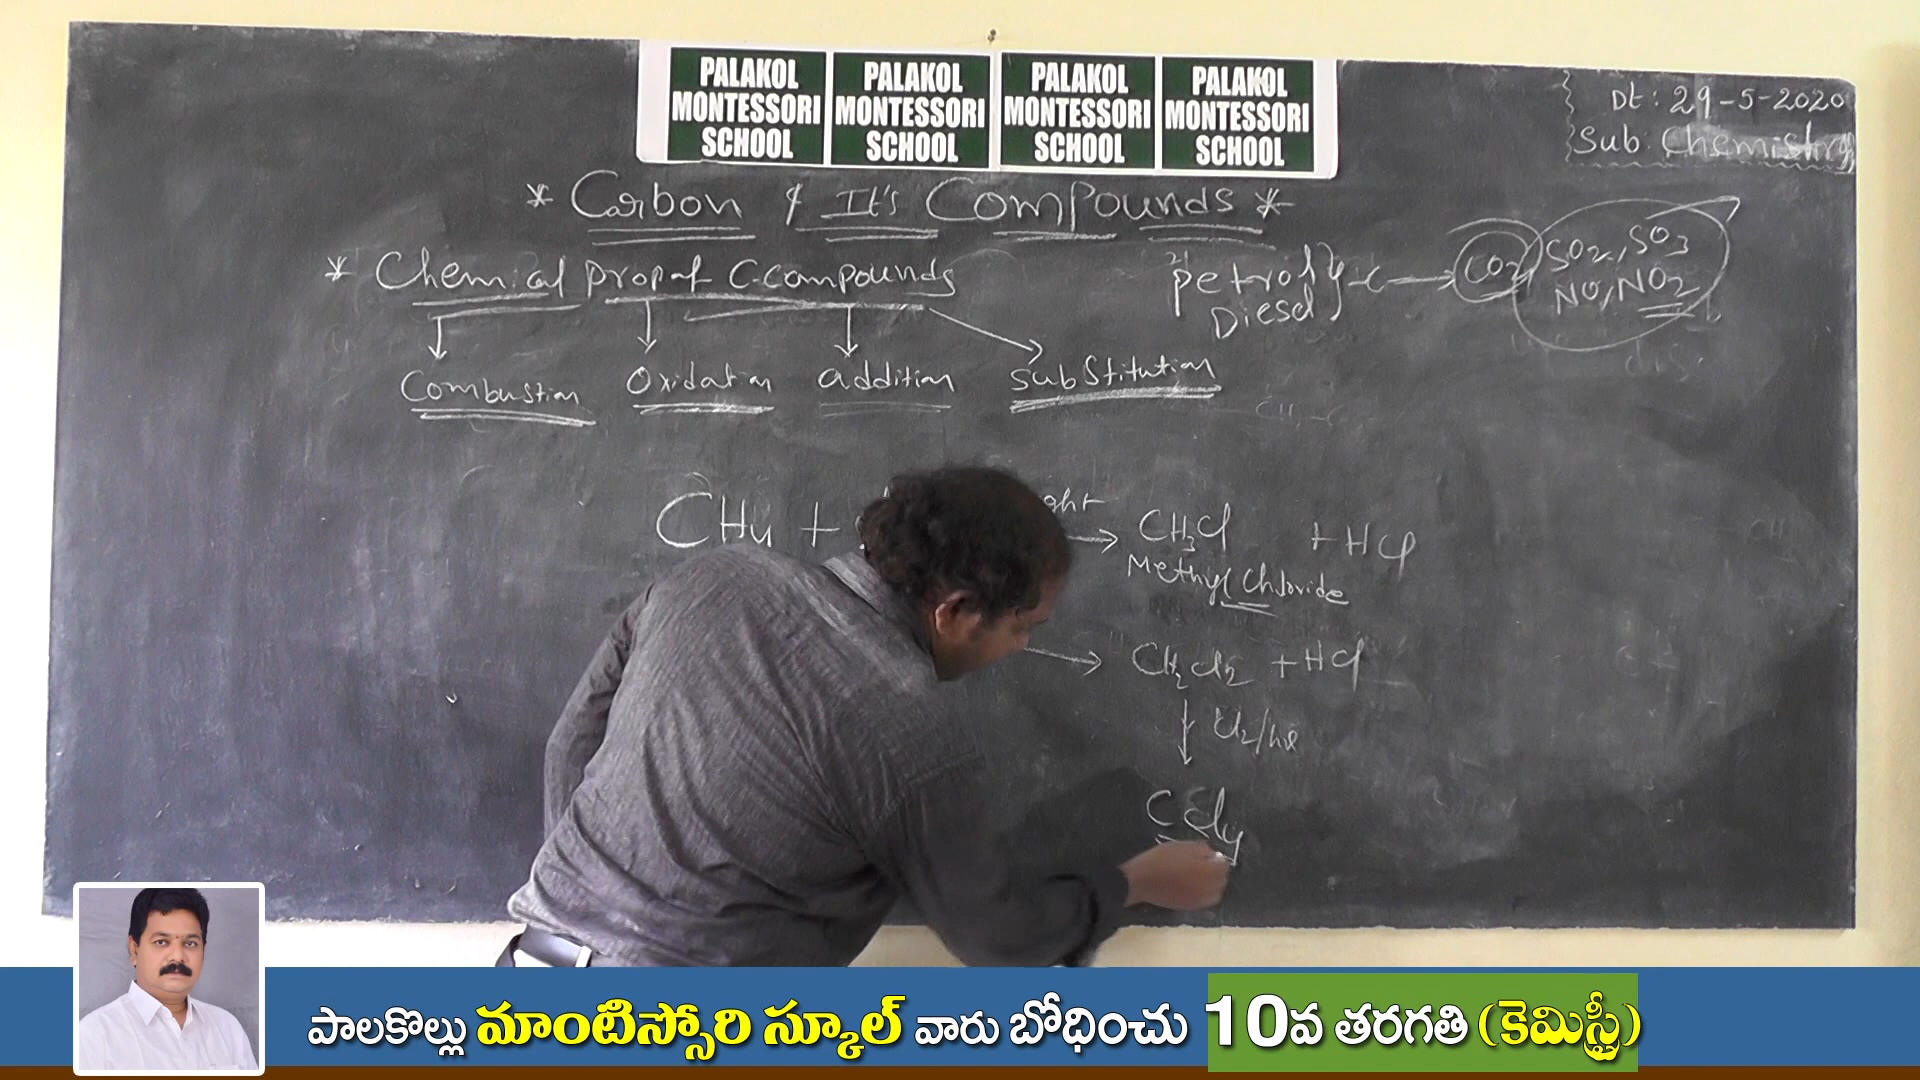 PALAKOL MONTESSORI SCHOOL
PALAKOL MONTESSORI SCHOOL
PALAKOL MONTESSORI SCHOOL
PALAKOL MONTESSORI SCHOOL
Dt: 29-5-2020
Sub: Chemistry
* Carbon & It's Compounds *
* Chemical prop of C-compounds
Petrol
Diesel
CO2
SO2, SO3
NO, NO2
Combustion Oxidation addition substitution
CH4 +
ght
CH3Cl + HCl
Methyl Chloride
CH2Cl2 + HCl
CCl4
పాలకొల్లు మాంటిస్సోరి స్కూల్ వారు బోధించు 10వ తరగతి (కెమిస్ట్రీ)